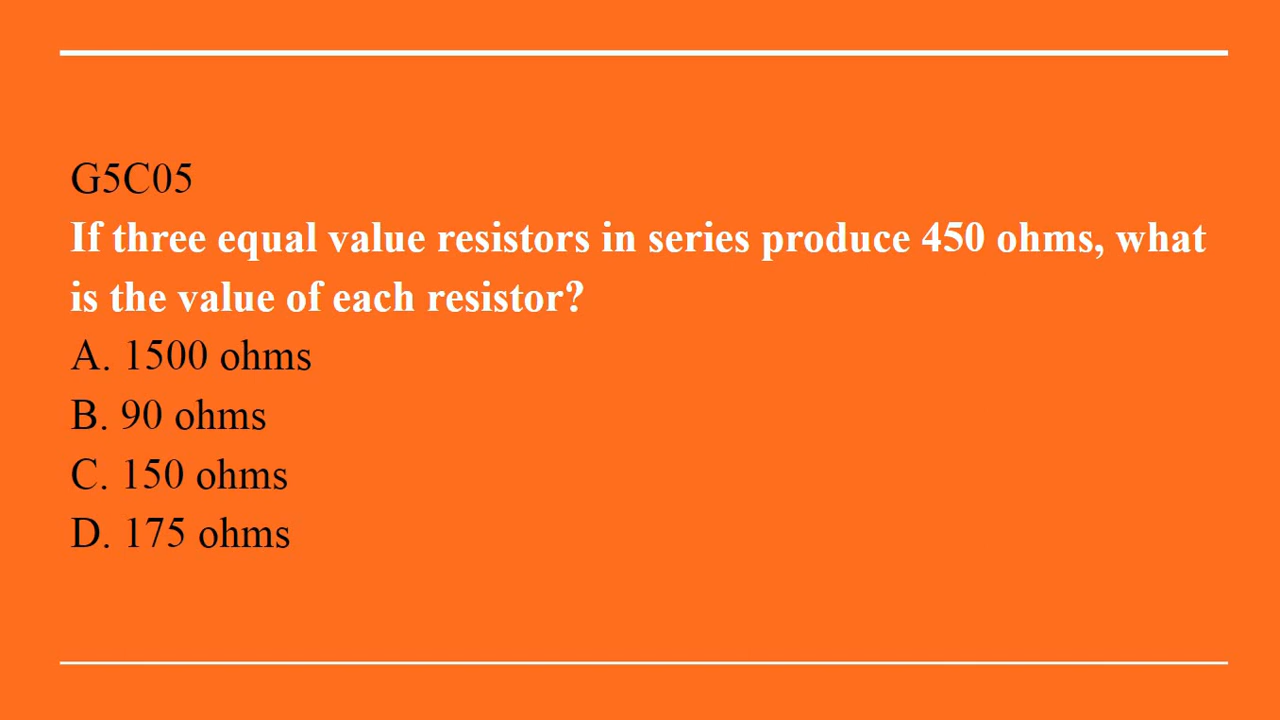 G5C05
If three equal value resistors in series produce 450 ohms, what
is the value of each resistor?
A. 1500 ohms
B. 90 ohms
C. 150 ohms
D. 175 ohms